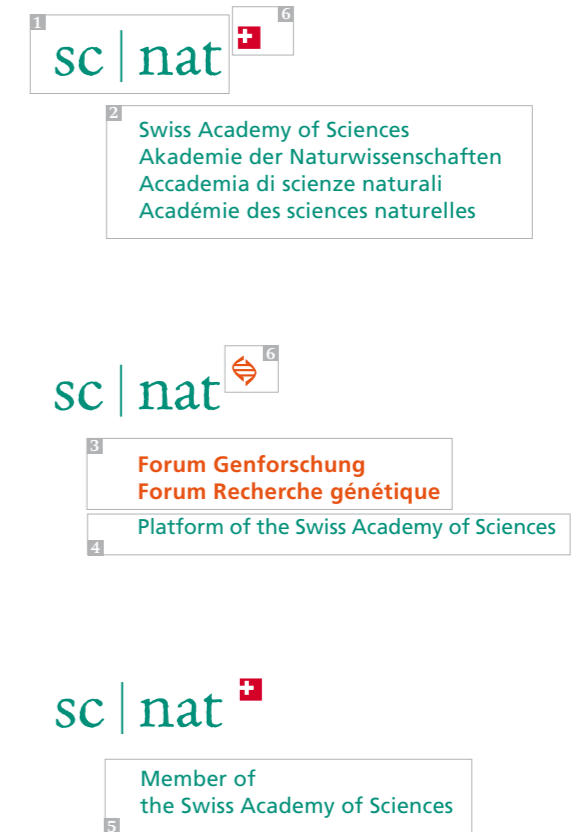 1
6
sc | nat
2
Swiss Academy of Sciences
Akademie der Naturwissenschaften
Accademia di scienze naturali
Académie des sciences naturelles
6
sc | nat
3
Forum Genforschung
Forum Recherche génétique
Platform of the Swiss Academy of Sciences
4
sc | nat
Member of
the Swiss Academy of Sciences
5